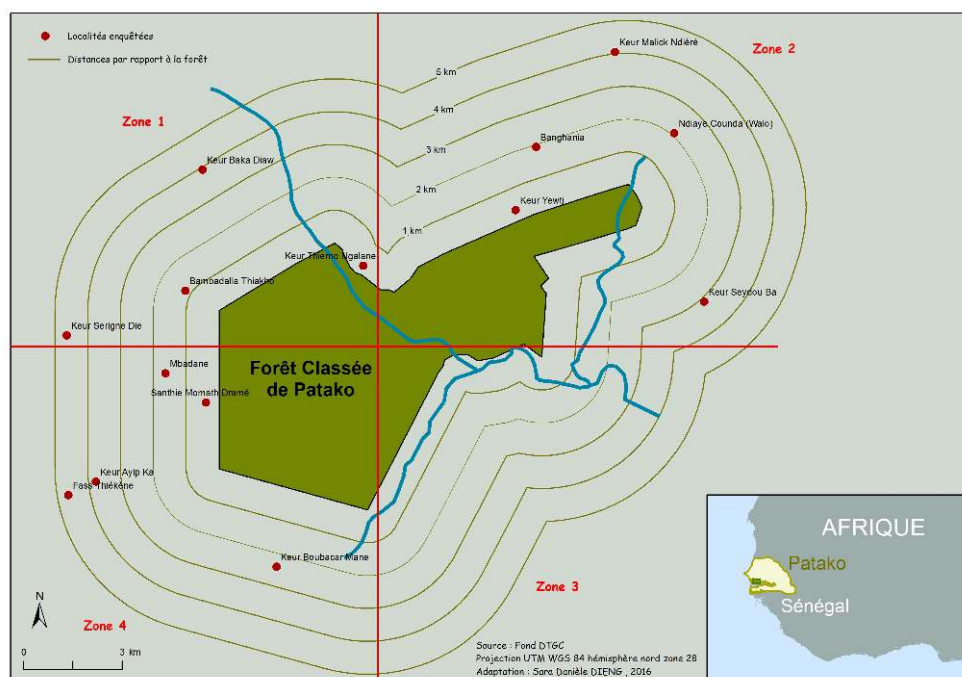 Localités enquêtées
Distances par rapport à la forêt
Zone 1
Zone 2
Keur Malick Ndièré
5 km
4 km
3 km
2 km
1 km
Ndiaye Counda (Walo)
Banghania
Keur Baka Diaw
Keur Yewti
Keur Thierno Ngalane
Bambadalla Thiakho
Keur Seydou Ba
Keur Serigne Die
Mbadane
Forêt Classée
de Patako
Santhie Momath Dramé
Keur Ayip Ka
Fass Thiékène
Keur Boubacar Mane
Zone 3
Zone 4
N
0 3 km
Source : Fond DTGC
Projection UTM WGS 84 hémisphère nord zone 28
Adaptation : Sara Danièle DIENG , 2016
AFRIQUE
Patako
Sénégal